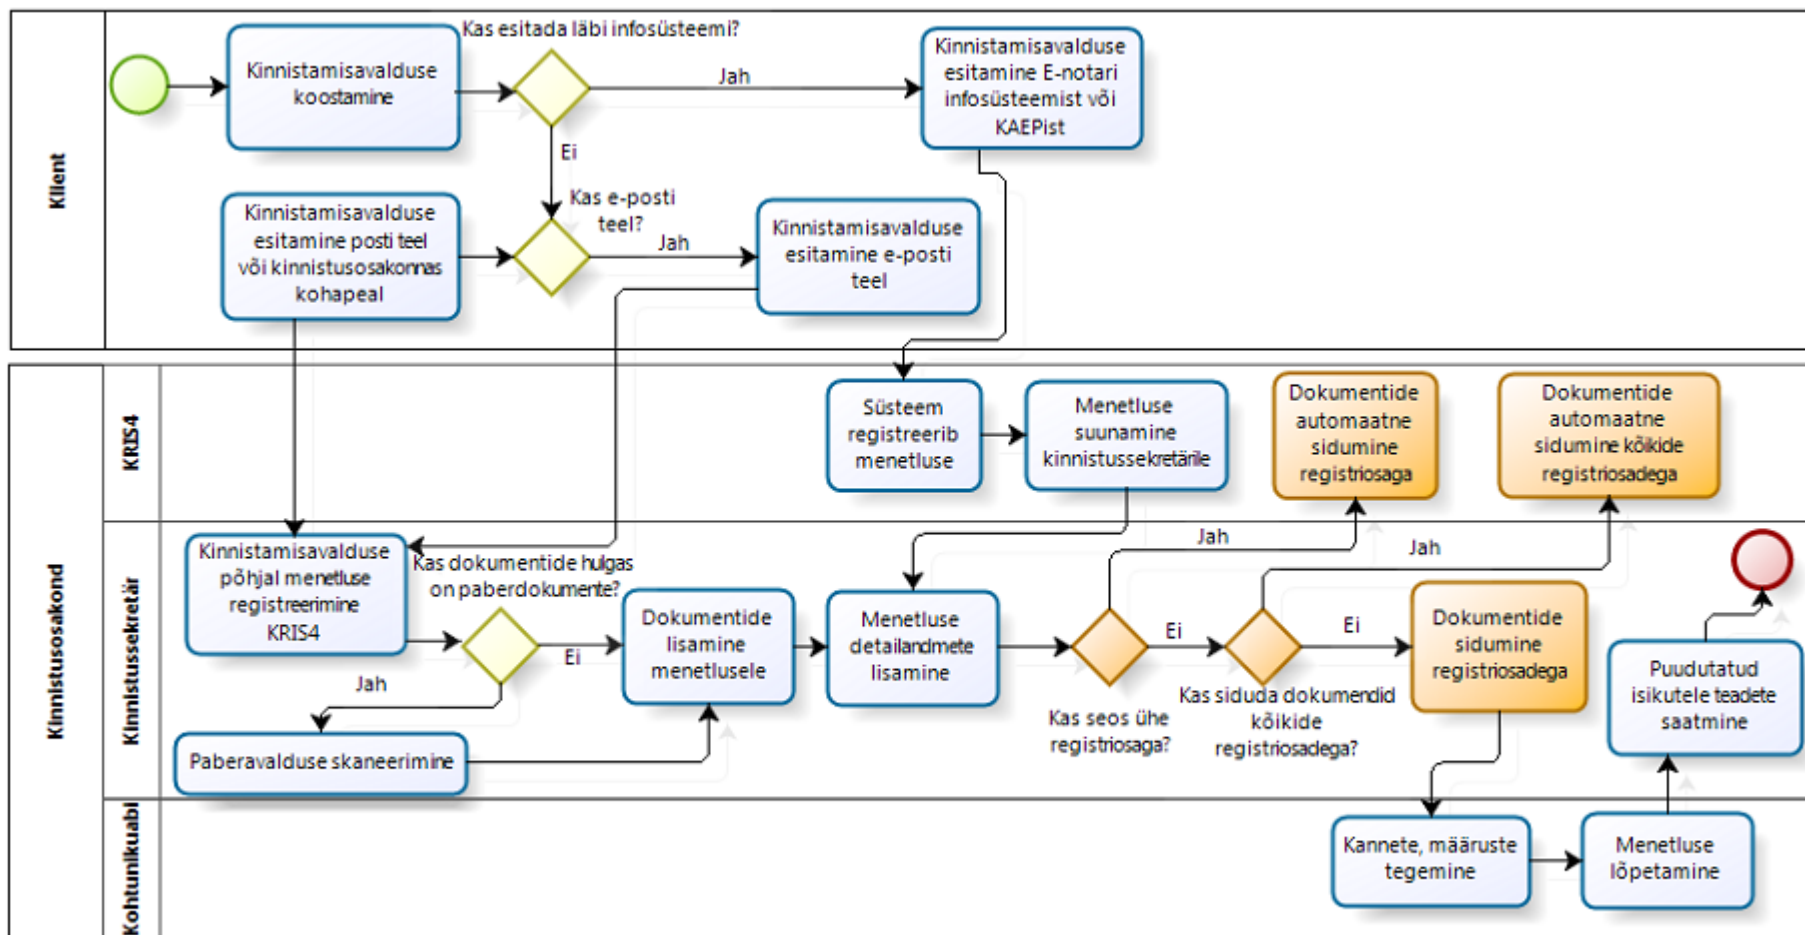 Klient
Kinnistamisavalduse
koostamine
Kas esitada läbi infosüsteemi?
Jah
Kinnistamisavalduse
esitamine E-notari
infosüsteemist või
KAEPist
Ei
Kinnistamisavalduse
esitamine posti teel
või kinnistusosakonnas
kohapeal
Kas e-posti
teel?
Jah
Kinnistamisavalduse
esitamine e-posti
teel
Kinnistusosakond
KRIS4
Süsteem
registreerib
menetluse
Menetluse
suunamine
kinnistussekretärile
Dokumentide
automaatne
sidumine
registriosaga
Dokumentide
automaatne
sidumine kõikide
registriosadega
Kinnistussekretär
Kinnistamisavalduse
põhjal menetluse
registreerimine
KRIS4
Kas dokumentide hulgas
on paberdokumente?
Ei
Jah
Paberavalduse skaneerimine
Dokumentide
lisamine
menetlusele
Menetluse
detailandmete
lisamine
Jah
Ei
Kas seos ühe
registriosaga?
Jah
Ei
Kas siduda dokumendid
kõikide
registriosadega?
Dokumentide
sidumine
registriosadega
Puudutatud
isikutele teadete
saatmine
Kohtunikuabi
Kannete, määruste
tegemine
Menetluse
lõpetamine